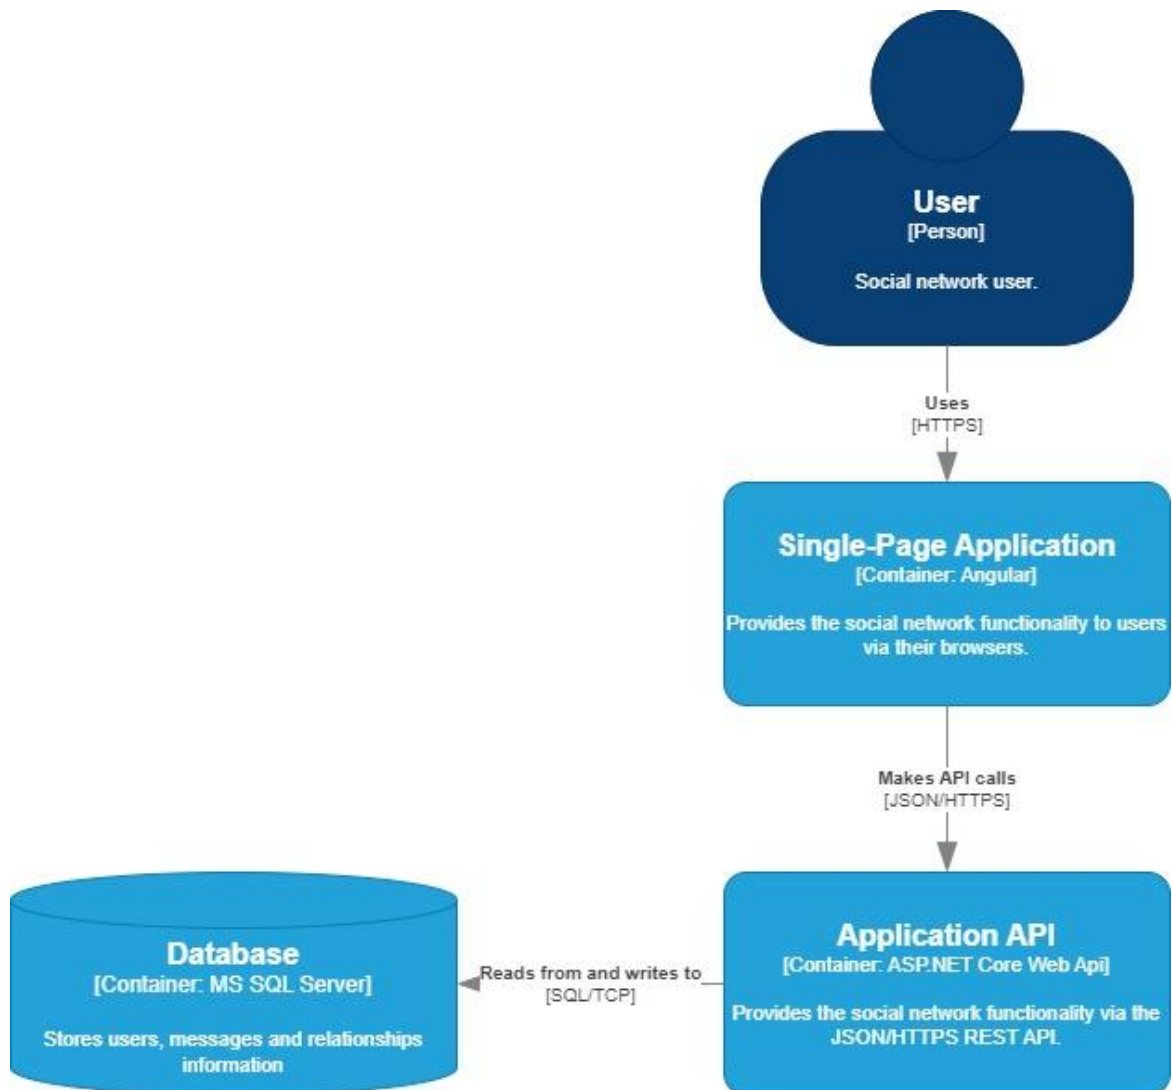 User
[Person]
Social network user.
Uses
[HTTPS]
Single-Page Application
[Container: Angular]
Provides the social network functionality to users
via their browsers.
Makes API calls
[JSON/HTTPS]
Application API
[Container: ASP.NET Core Web Api]
Provides the social network functionality via the
JSON/HTTPS REST API.
Reads from and writes to
[SQL/TCP]
Database
[Container: MS SQL Server]
Stores users, messages and relationships
information